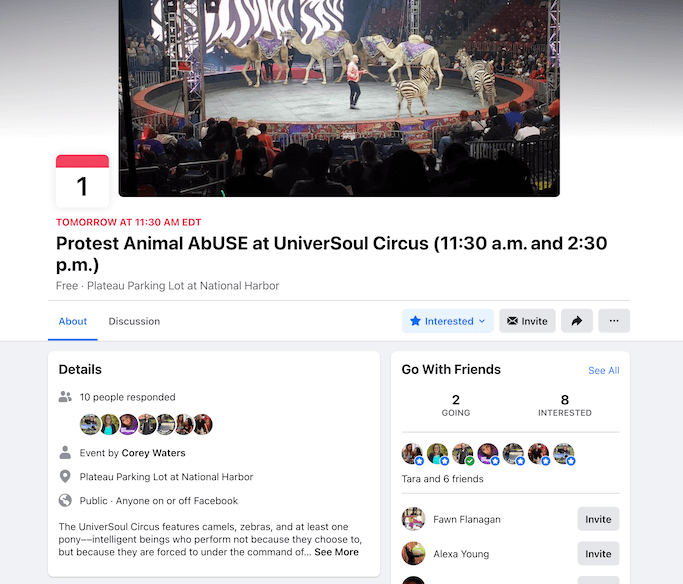 1
TOMORROW AT 11:30 AM EDT
Protest Animal AbUSE at UniverSoul Circus (11:30 a.m. and 2:30
p.m.)
Free · Plateau Parking Lot at National Harbor
About
Discussion
Interested
Invite
Details
10 people responded
Event by Corey Waters
Plateau Parking Lot at National Harbor
Public · Anyone on or off Facebook
The UniverSoul Circus features camels, zebras, and at least one
pony––intelligent beings who perform not because they choose to,
but because they are forced to under the command of... See More
Go With Friends
See All
2
GOING
8
INTERESTED
Tara and 6 friends
Fawn Flanagan
Invite
Alexa Young
Invite